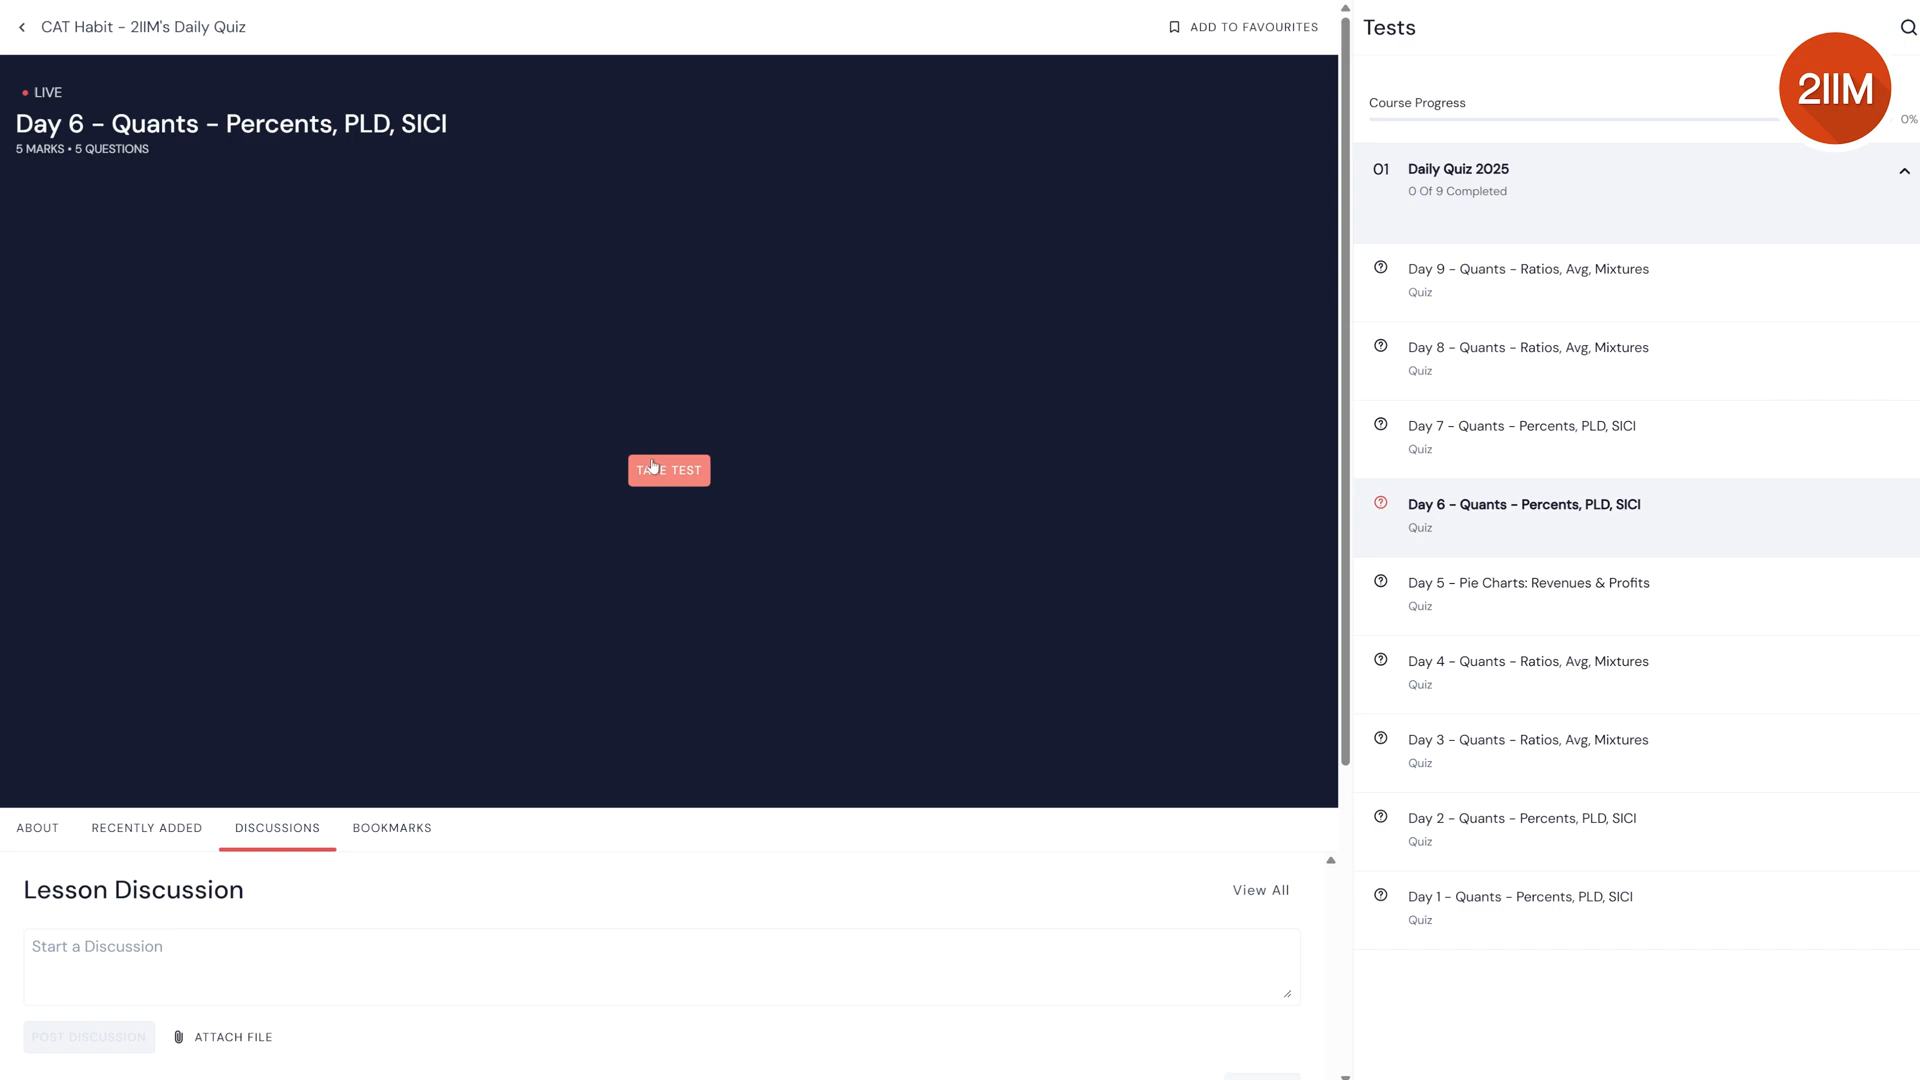 CAT Habit - 2IIM's Daily Quiz
ADD TO FAVOURITES
LIVE
Day 6 - Quants - Percents, PLD, SICI
5 MARKS • 5 QUESTIONS
TAKE TEST
ABOUT
RECENTLY ADDED
DISCUSSIONS
BOOKMARKS
Lesson Discussion
View All
Start a Discussion
POST DISCUSSION
ATTACH FILE
Tests
2IIM
Course Progress
0%
01
Daily Quiz 2025
0 Of 9 Completed
Day 9 - Quants - Ratios, Avg, Mixtures
Quiz
Day 8 - Quants - Ratios, Avg, Mixtures
Quiz
Day 7 - Quants - Percents, PLD, SICI
Quiz
Day 6 - Quants - Percents, PLD, SICI
Quiz
Day 5 - Pie Charts: Revenues & Profits
Quiz
Day 4 - Quants - Ratios, Avg, Mixtures
Quiz
Day 3 - Quants - Ratios, Avg, Mixtures
Quiz
Day 2 - Quants - Percents, PLD, SICI
Quiz
Day 1 - Quants - Percents, PLD, SICI
Quiz